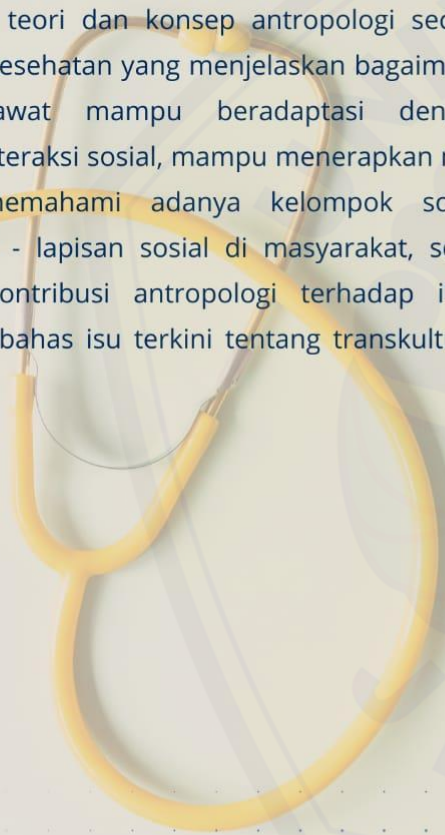 teori dan konsep antropologi sec
esehatan yang menjelaskan bagaim
awat mampu beradaptasi den
teraksi sosial, mampu menerapkan
memahami adanya kelompok so
- lapisan sosial di masyarakat, s
ontribusi antropologi terhadap i
bahas isu terkini tentang transkult